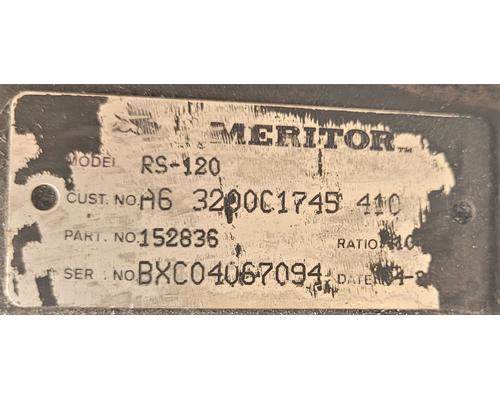 MERITOR
MODEL RS-120
CUST. NO. A6 3200C1745 410
PART. NO. 152836 RATIO
SER. NO. BXC04067094 DATE